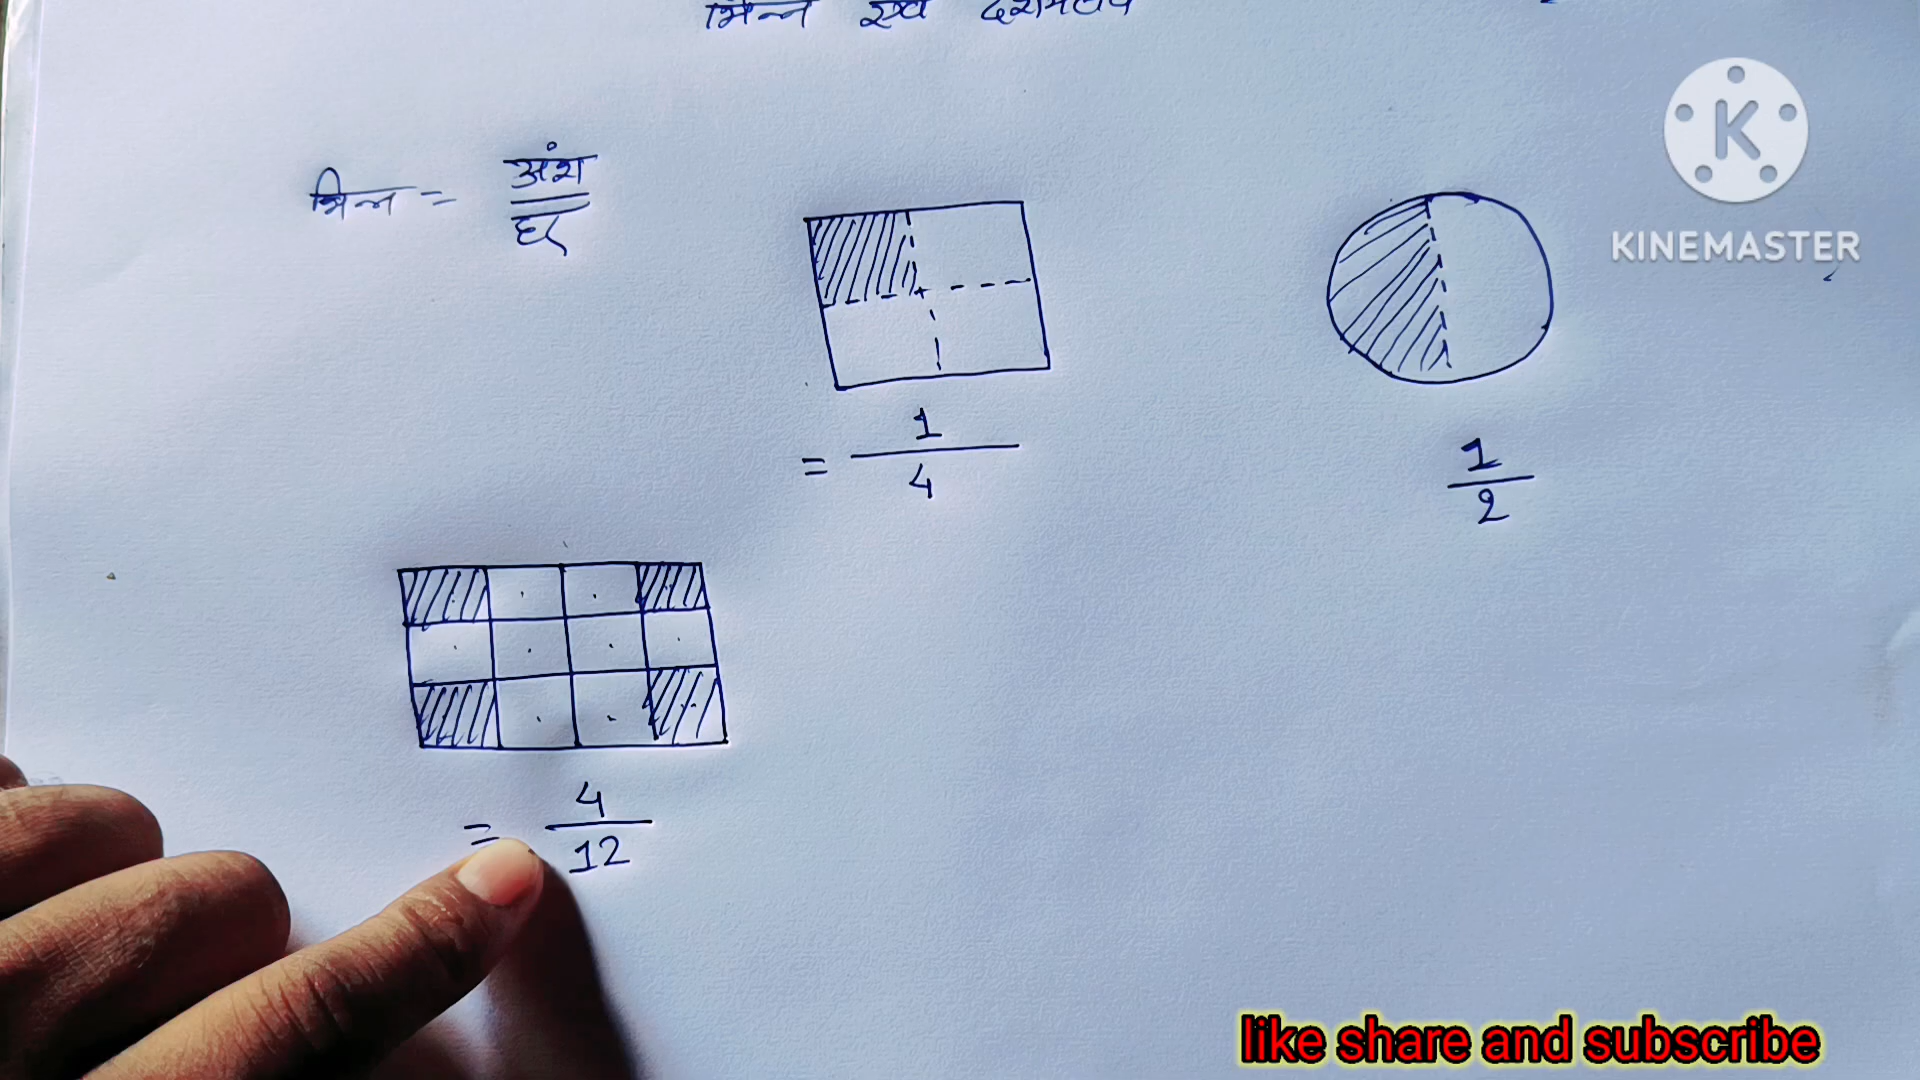 भिन्न एवं दशमलव
भिन्न = अंश
हर
K
KINEMASTER
= 1
4
1
2
= 4
12
like share and subscribe